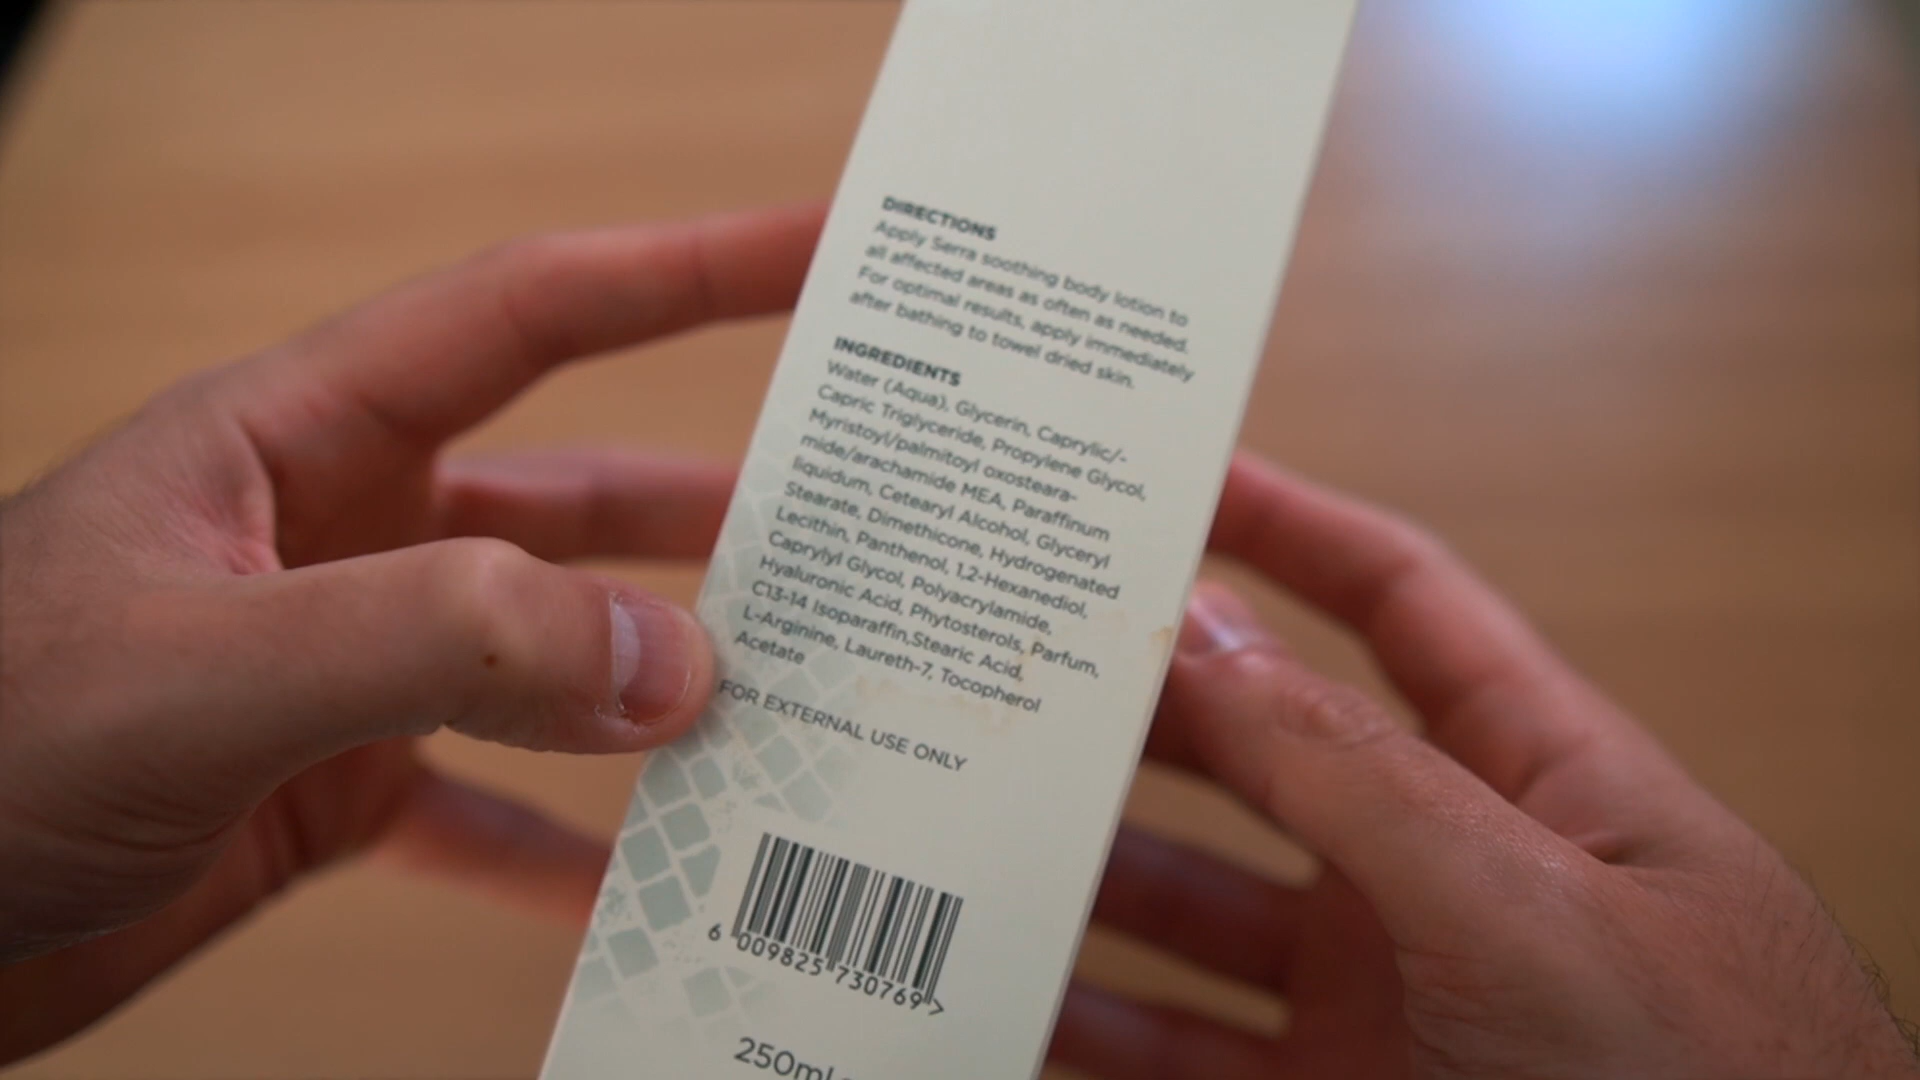 DIRECTIONS
Apply Serra soothing body lotion to
all affected areas as often as needed.
For optimal results, apply immediately
after bathing to towel dried skin.
INGREDIENTS
Water (Aqua), Glycerin, Caprylic/-
Capric Triglyceride, Propylene Glycol,
Myristoyl/palmitoyl oxosteara-
mide/arachamide MEA, Paraffinum
liquidum, Cetearyl Alcohol, Glyceryl
Stearate, Dimethicone, Hydrogenated
Lecithin, Panthenol, 1,2-Hexanediol,
Caprylyl Glycol, Polyacrylamide,
Hyaluronic Acid, Phytosterols, Parfum,
C13-14 Isoparaffin,Stearic Acid,
L-Arginine, Laureth-7, Tocopherol
Acetate
FOR EXTERNAL USE ONLY
6 009825 730769 >
250ml